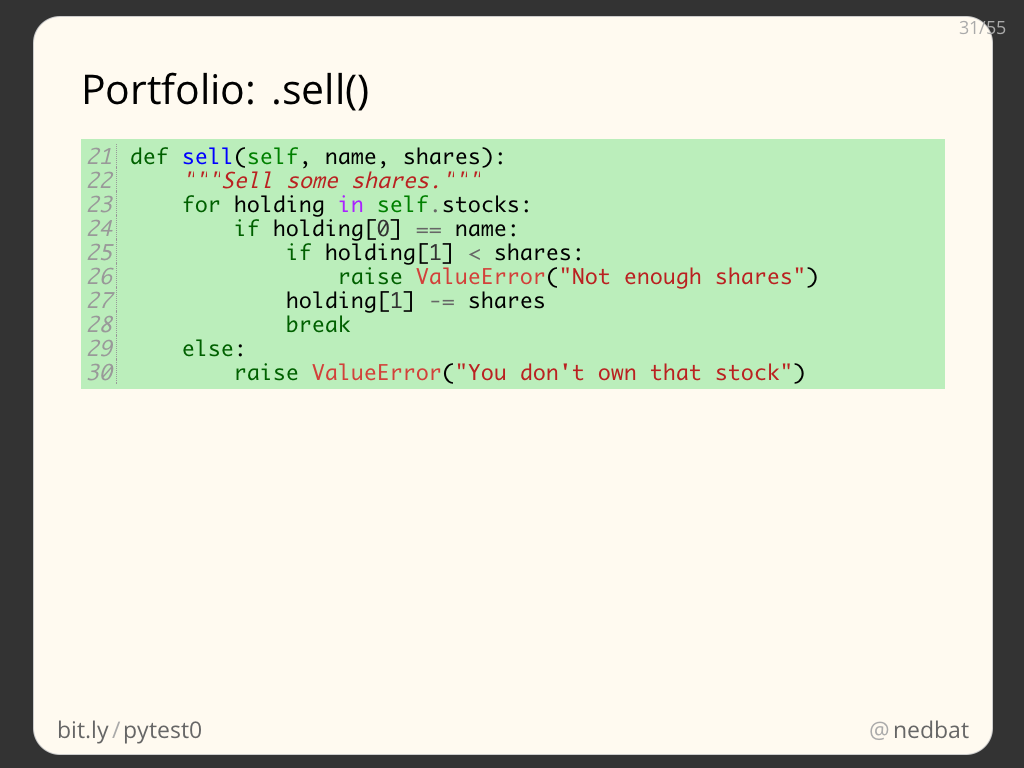 31/55
Portfolio: .sell()
21 def sell(self, name, shares):
22     """Sell some shares."""
23     for holding in self.stocks:
24         if holding[0] == name:
25             if holding[1] < shares:
26                 raise ValueError("Not enough shares")
27             holding[1] -= shares
28             break
29     else:
30         raise ValueError("You don't own that stock")
bit.ly/pytest0
@nedbat